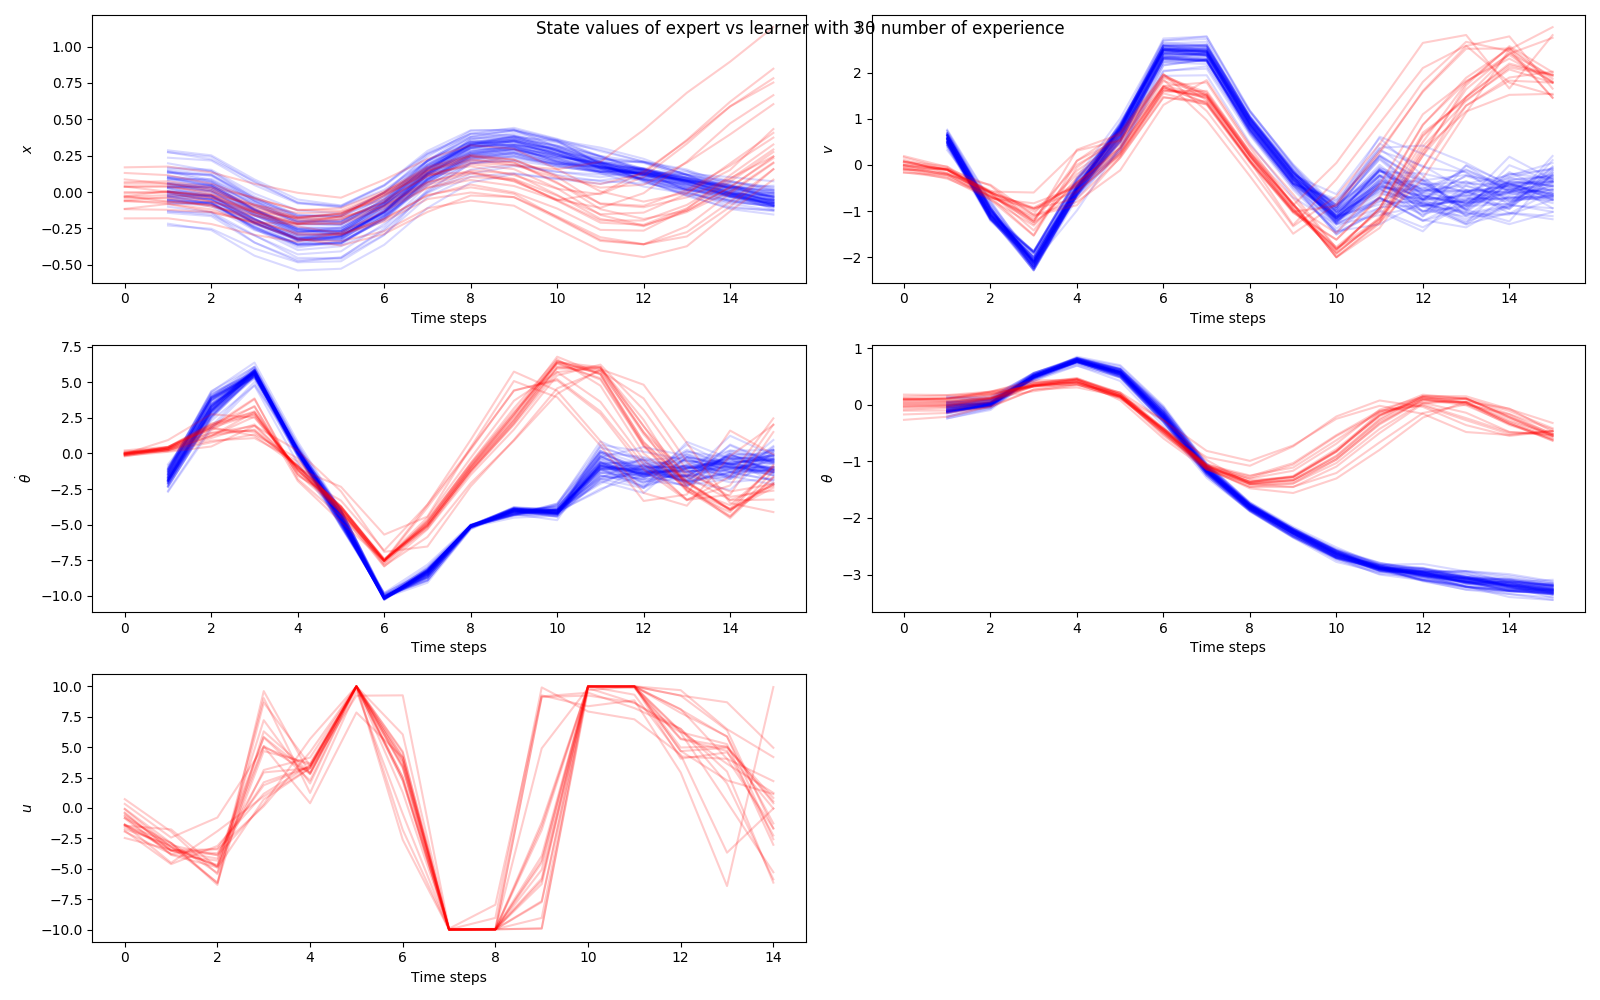 State values of expert vs learner with 30 number of experience
1.00
0.75
0.50
0.25
0.00
−0.25
−0.50
x
0 2 4 6 8 10 12 14
Time steps
3
2
1
0
−1
−2
v
0 2 4 6 8 10 12 14
Time steps
7.5
5.0
2.5
0.0
−2.5
−5.0
−7.5
−10.0
θ̇
0 2 4 6 8 10 12 14
Time steps
1
0
−1
−2
−3
θ
0 2 4 6 8 10 12 14
Time steps
10.0
7.5
5.0
2.5
0.0
−2.5
−5.0
−7.5
−10.0
u
0 2 4 6 8 10 12 14
Time steps